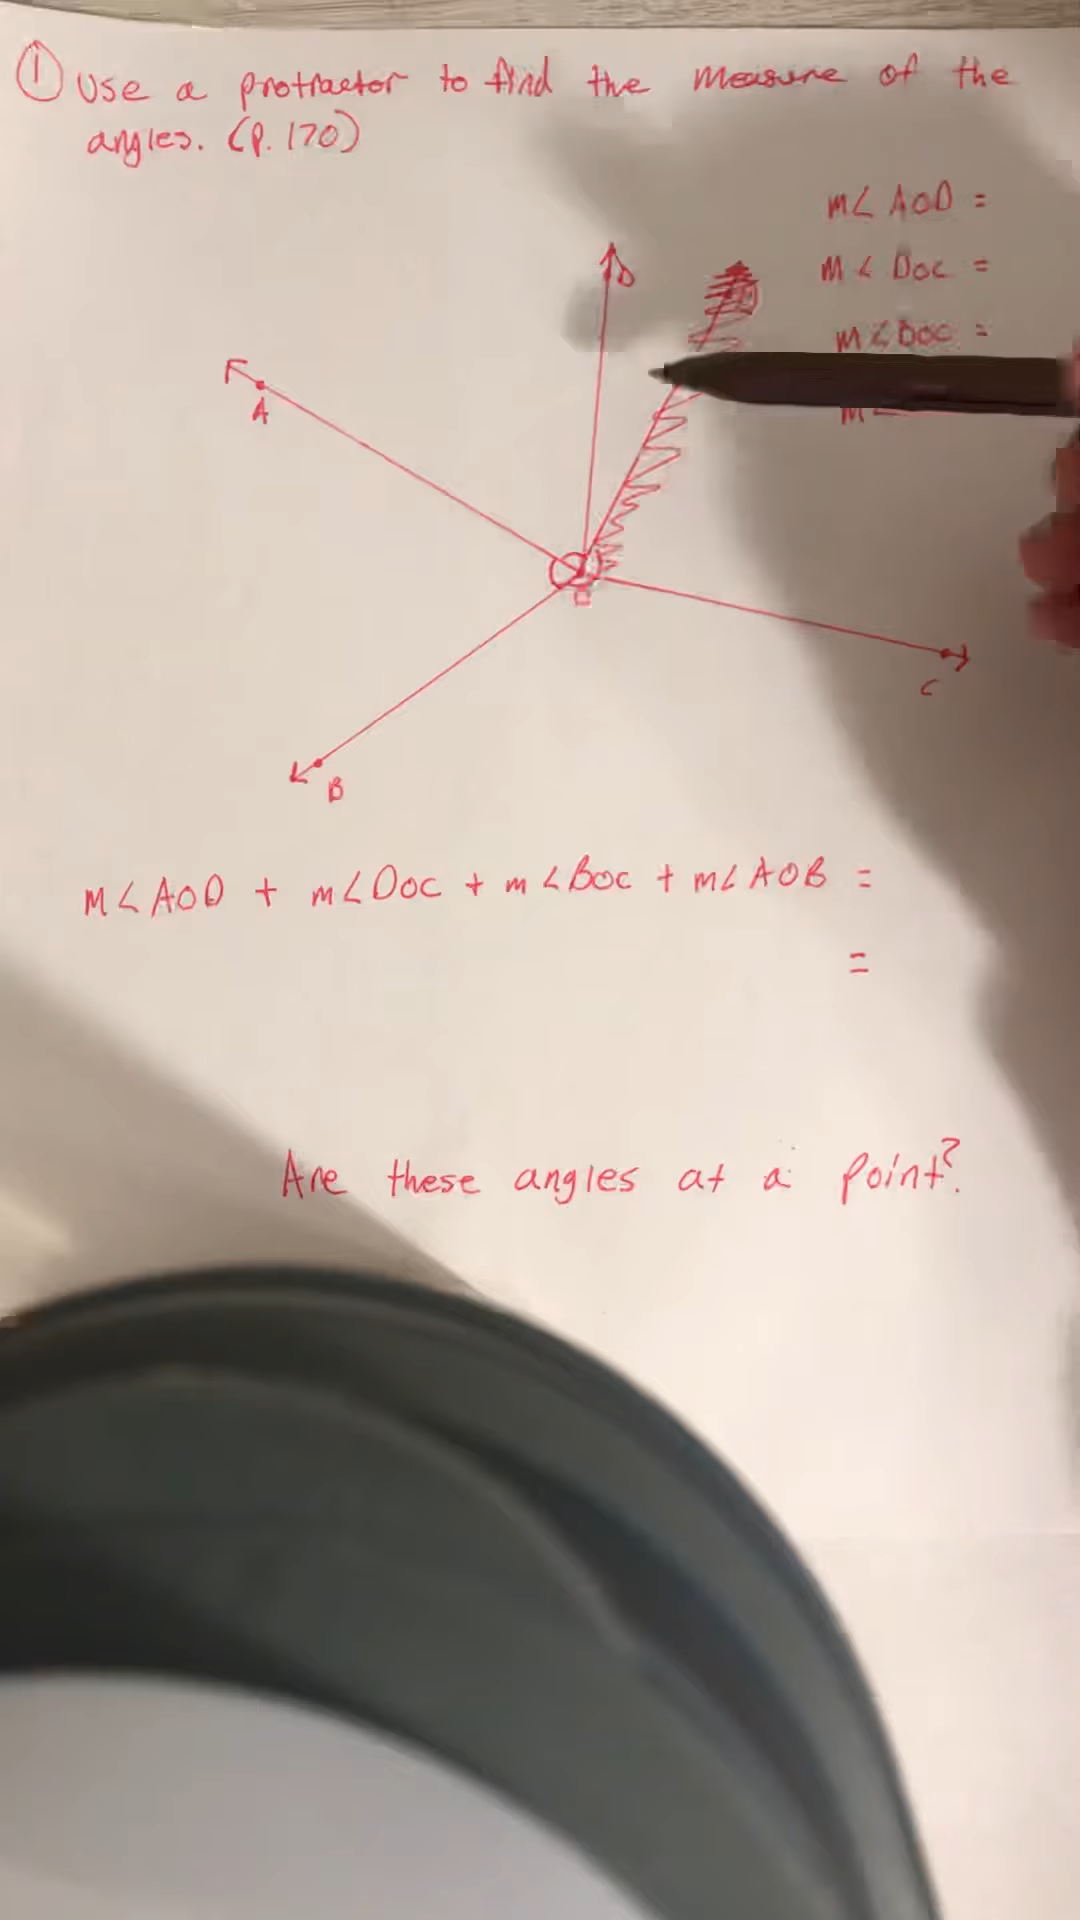 1 Use a protractor to find the measure of the
angles. (P. 170)
m∠ AOD =
m∠ DOC =
m∠BOC =
m∠
D
A
C
B
m∠AOD + m∠DOC + m∠BOC + m∠AOB =
=
Are these angles at a point?